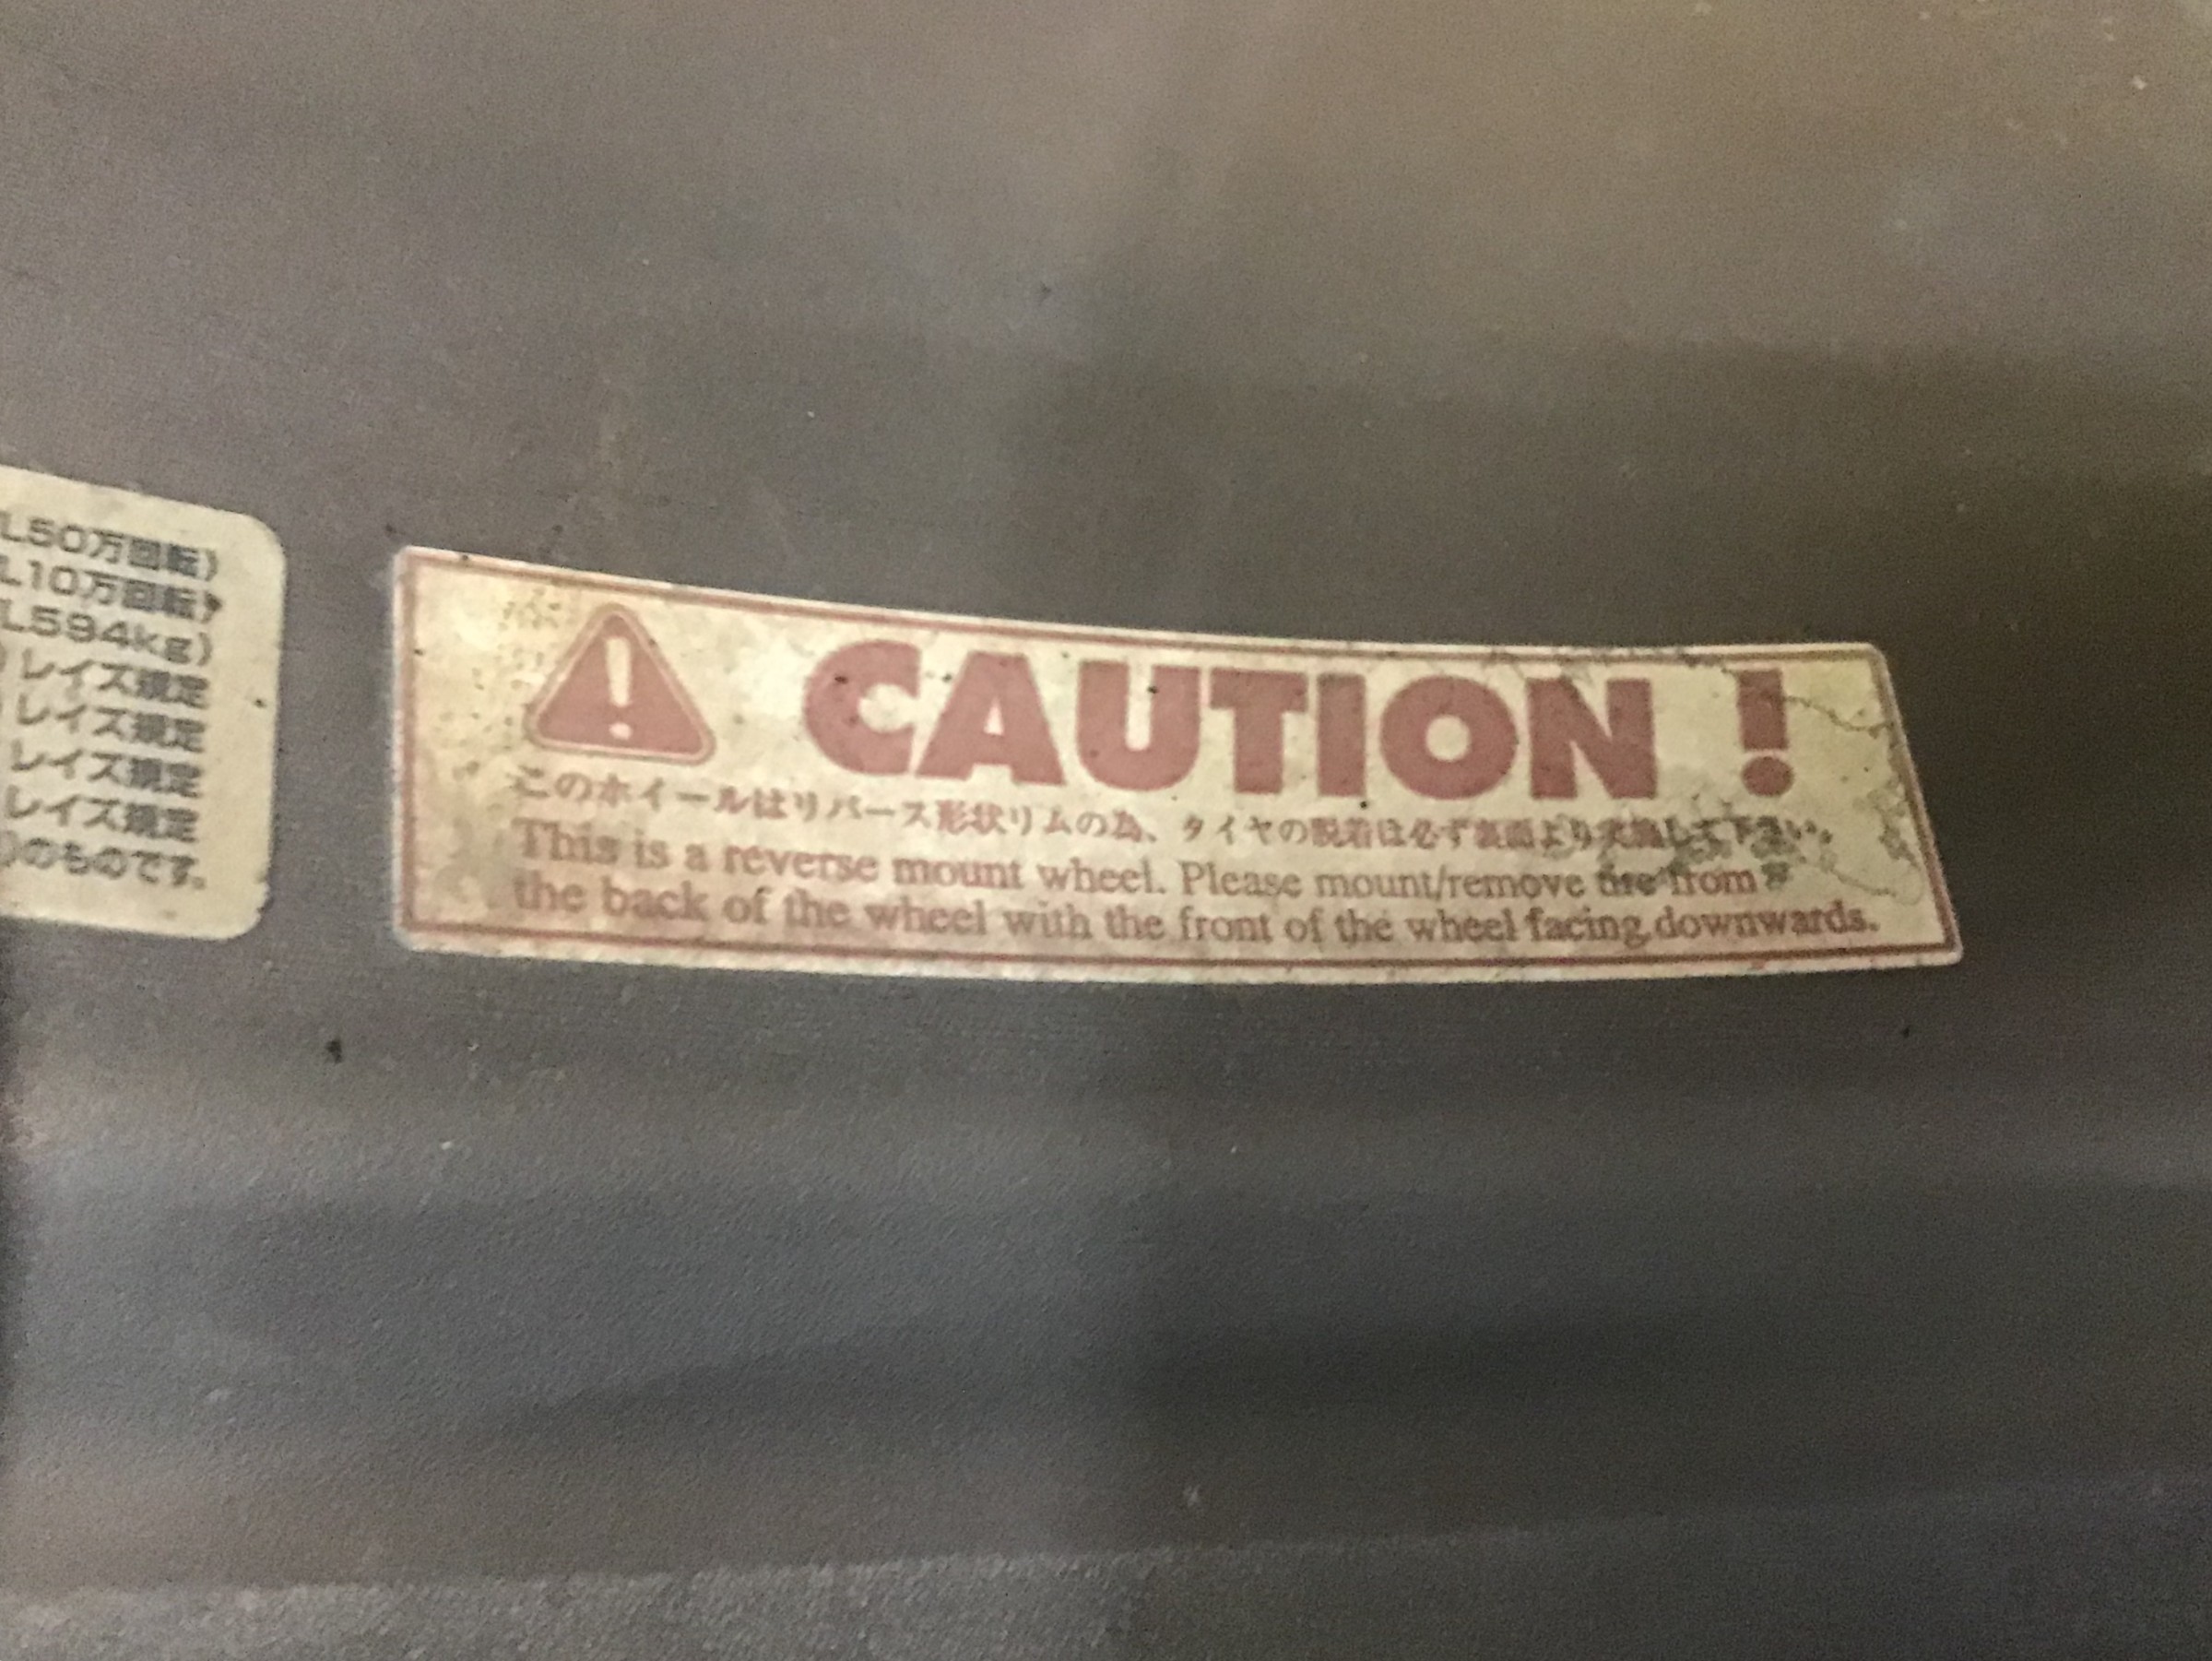 L50万回転)
L10万回転)
L594kg)
)レイズ規定
)レイズ規定
レイズ規定
レイズ規定
)のものです。
CAUTION !
このホイールはリバース形状リムの為、タイヤの脱着は必ず裏面より実施して下さい。
This is a reverse mount wheel. Please mount/remove tire from
the back of the wheel with the front of the wheel facing downwards.